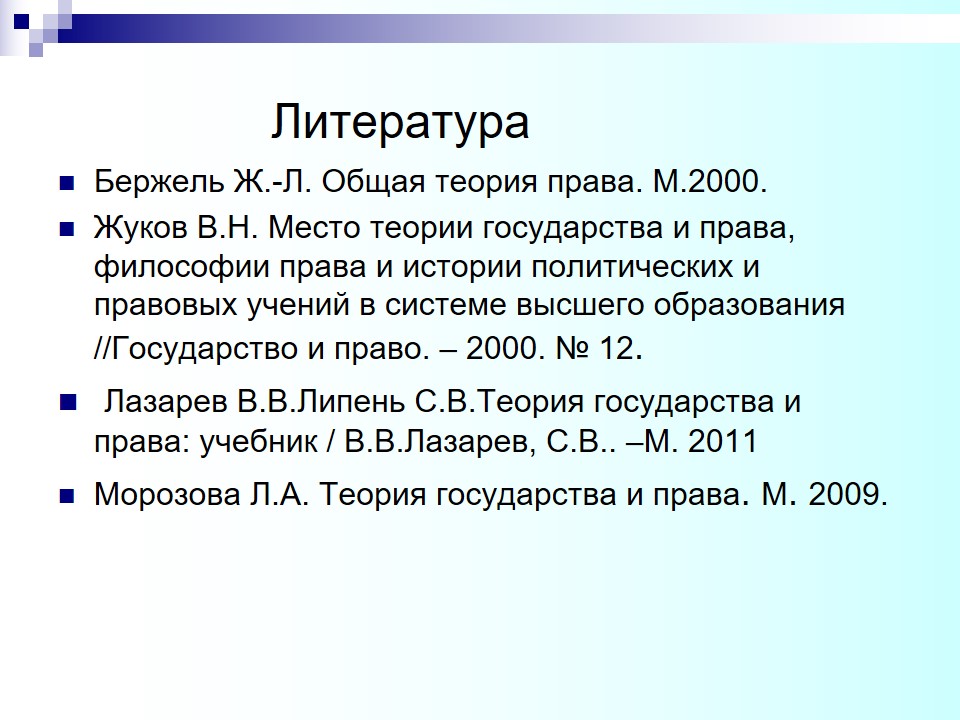 Литература
Бержель Ж.-Л. Общая теория права. М.2000.
Жуков В.Н. Место теории государства и права,
философии права и истории политических и
правовых учений в системе высшего образования
//Государство и право. – 2000. № 12.
Лазарев В.В.Липень С.В.Теория государства и
права: учебник / В.В.Лазарев, С.В.. –М. 2011
Морозова Л.А. Теория государства и права. М. 2009.